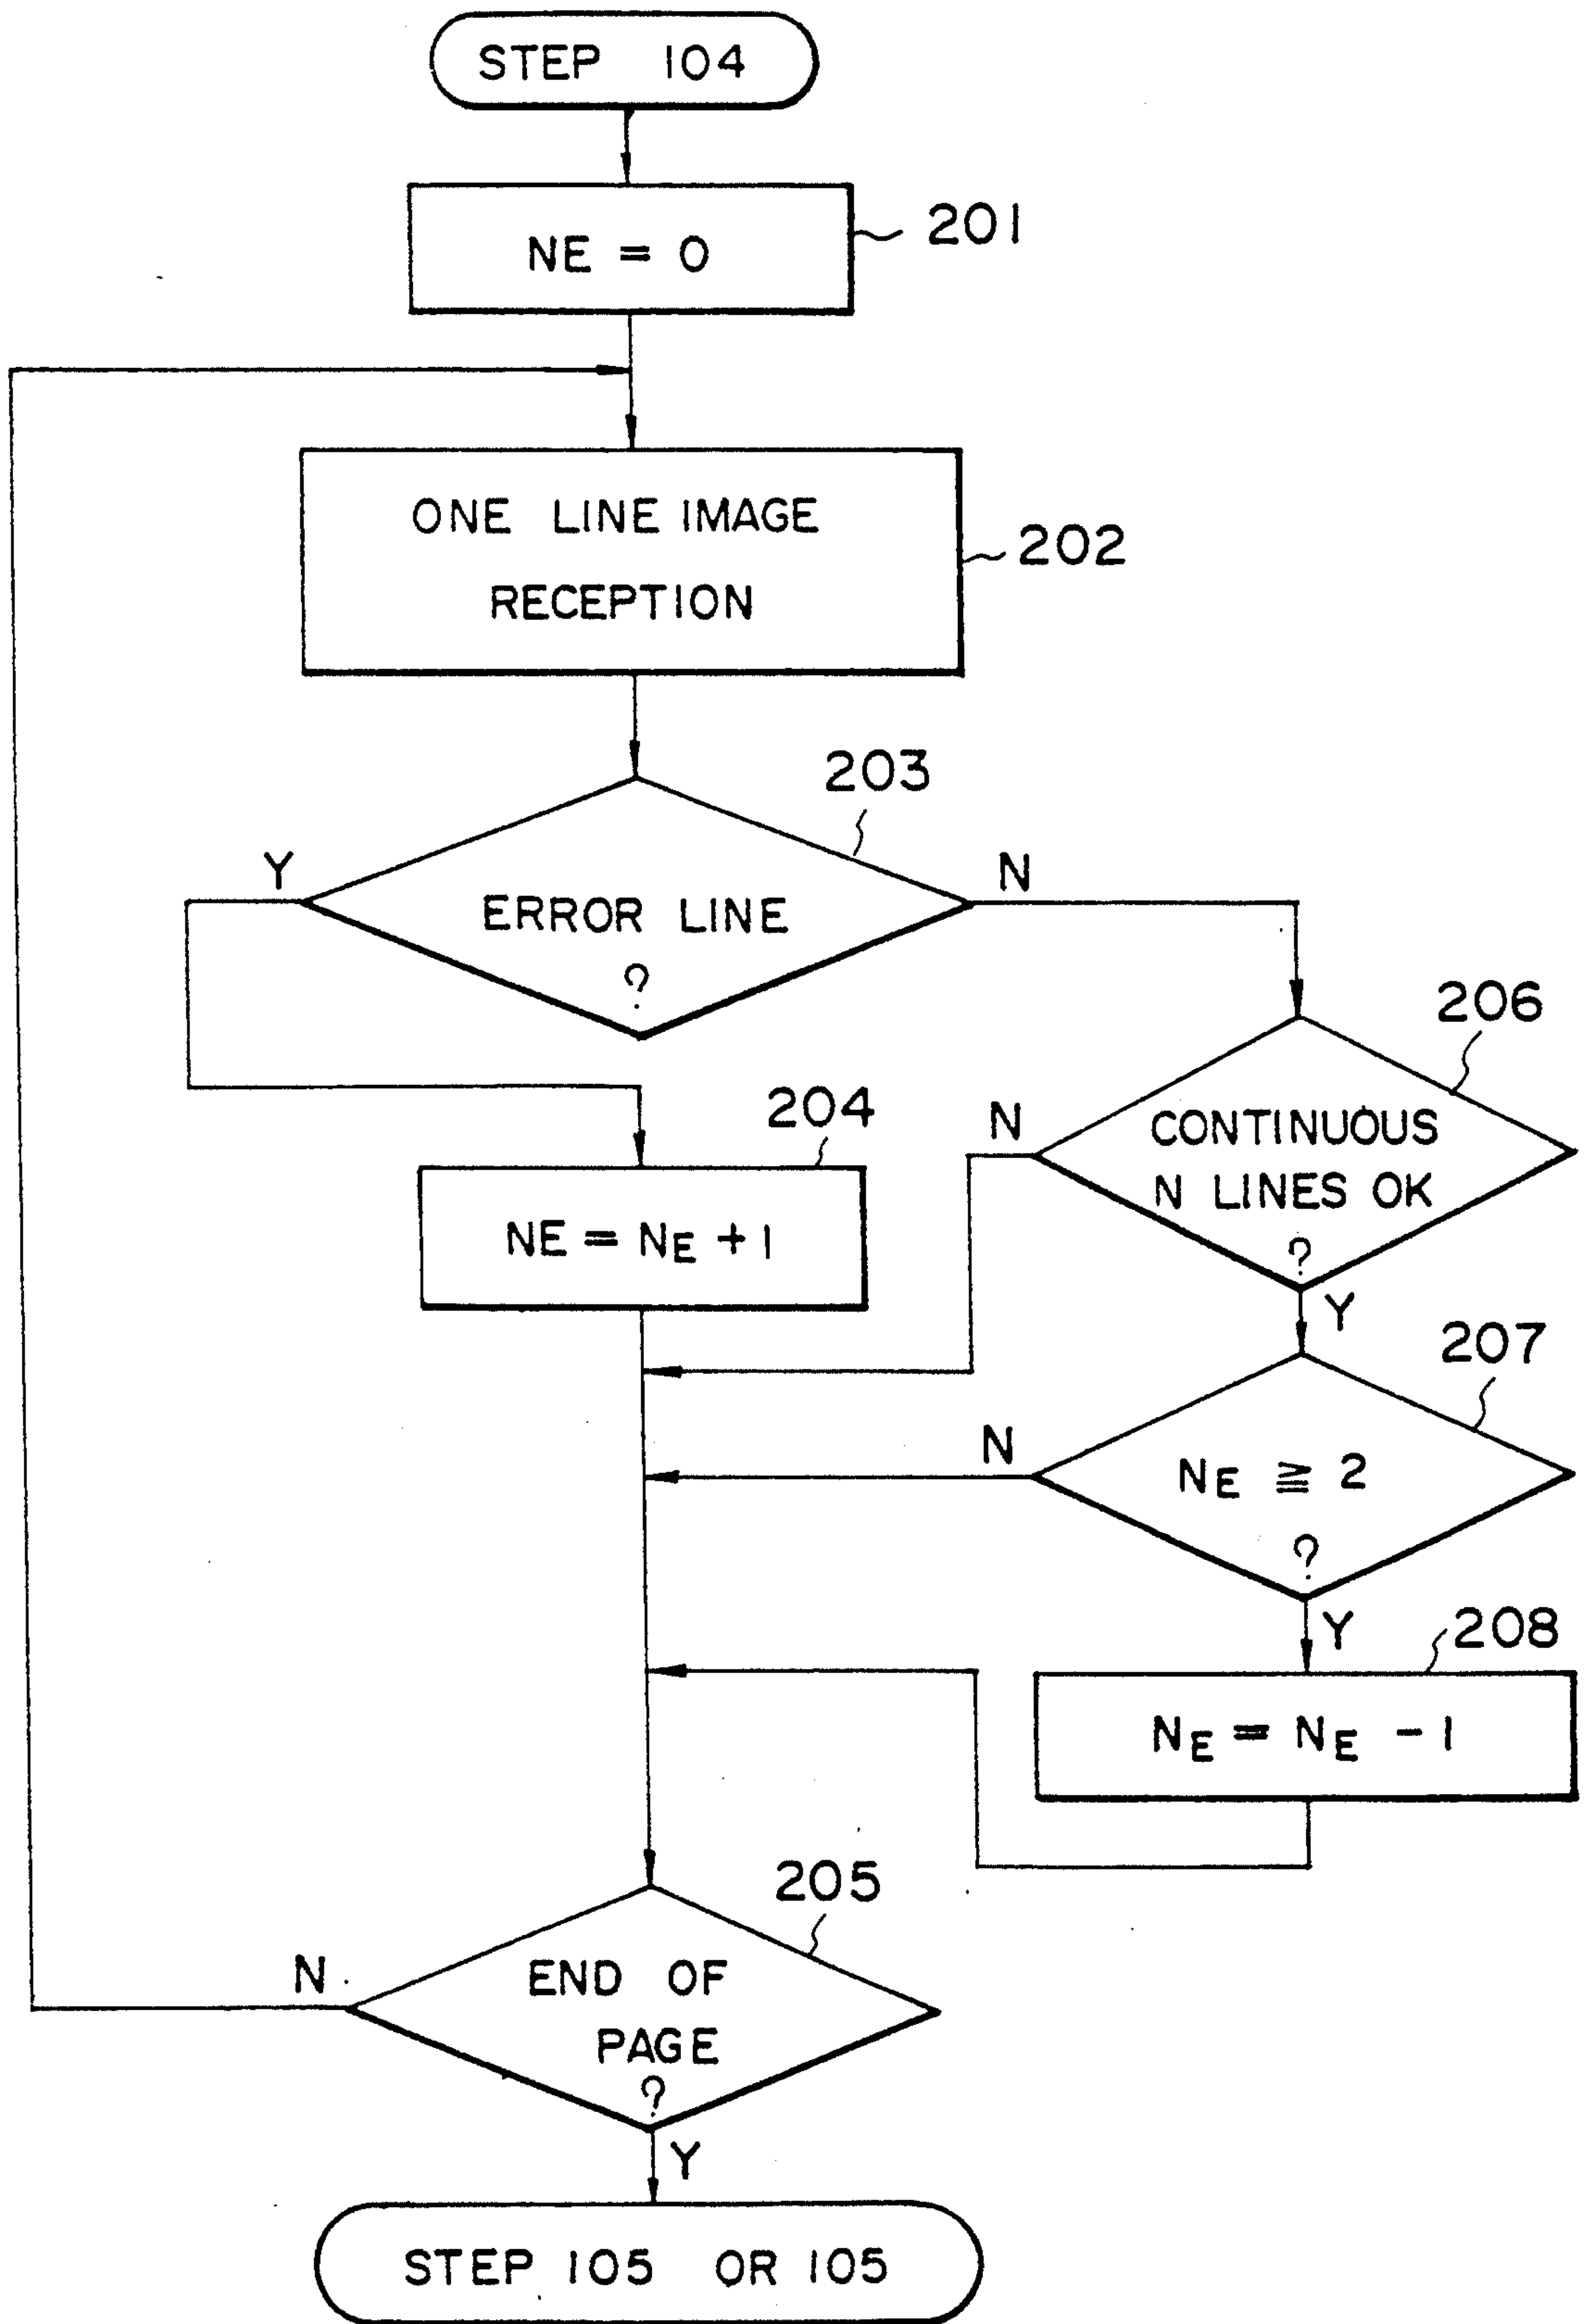 STEP 104
NE = 0
201
ONE LINE IMAGE
RECEPTION
202
203
Y
N
ERROR LINE
?
206
204
N
CONTINUOUS
N LINES OK
?
NE = NE + 1
Y
207
N
NE ≧ 2
?
Y
208
NE = NE - 1
205
N
END OF
PAGE
?
Y
STEP 105 OR 105